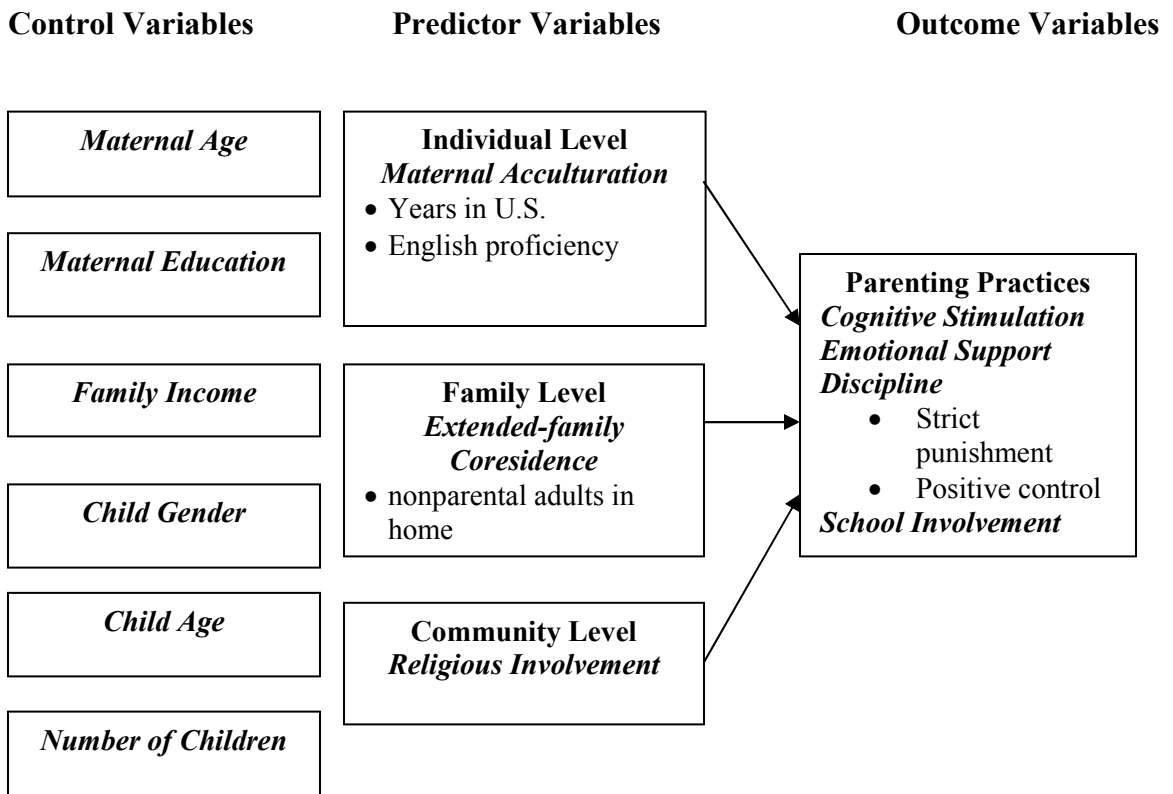 Control Variables
Predictor Variables
Outcome Variables
Maternal Age
Maternal Education
Family Income
Child Gender
Child Age
Number of Children
Individual Level
Maternal Acculturation
• Years in U.S.
• English proficiency
Family Level
Extended-family
Coresidence
• nonparental adults in
home
Community Level
Religious Involvement
Parenting Practices
Cognitive Stimulation
Emotional Support
Discipline
• Strict
punishment
• Positive control
School Involvement